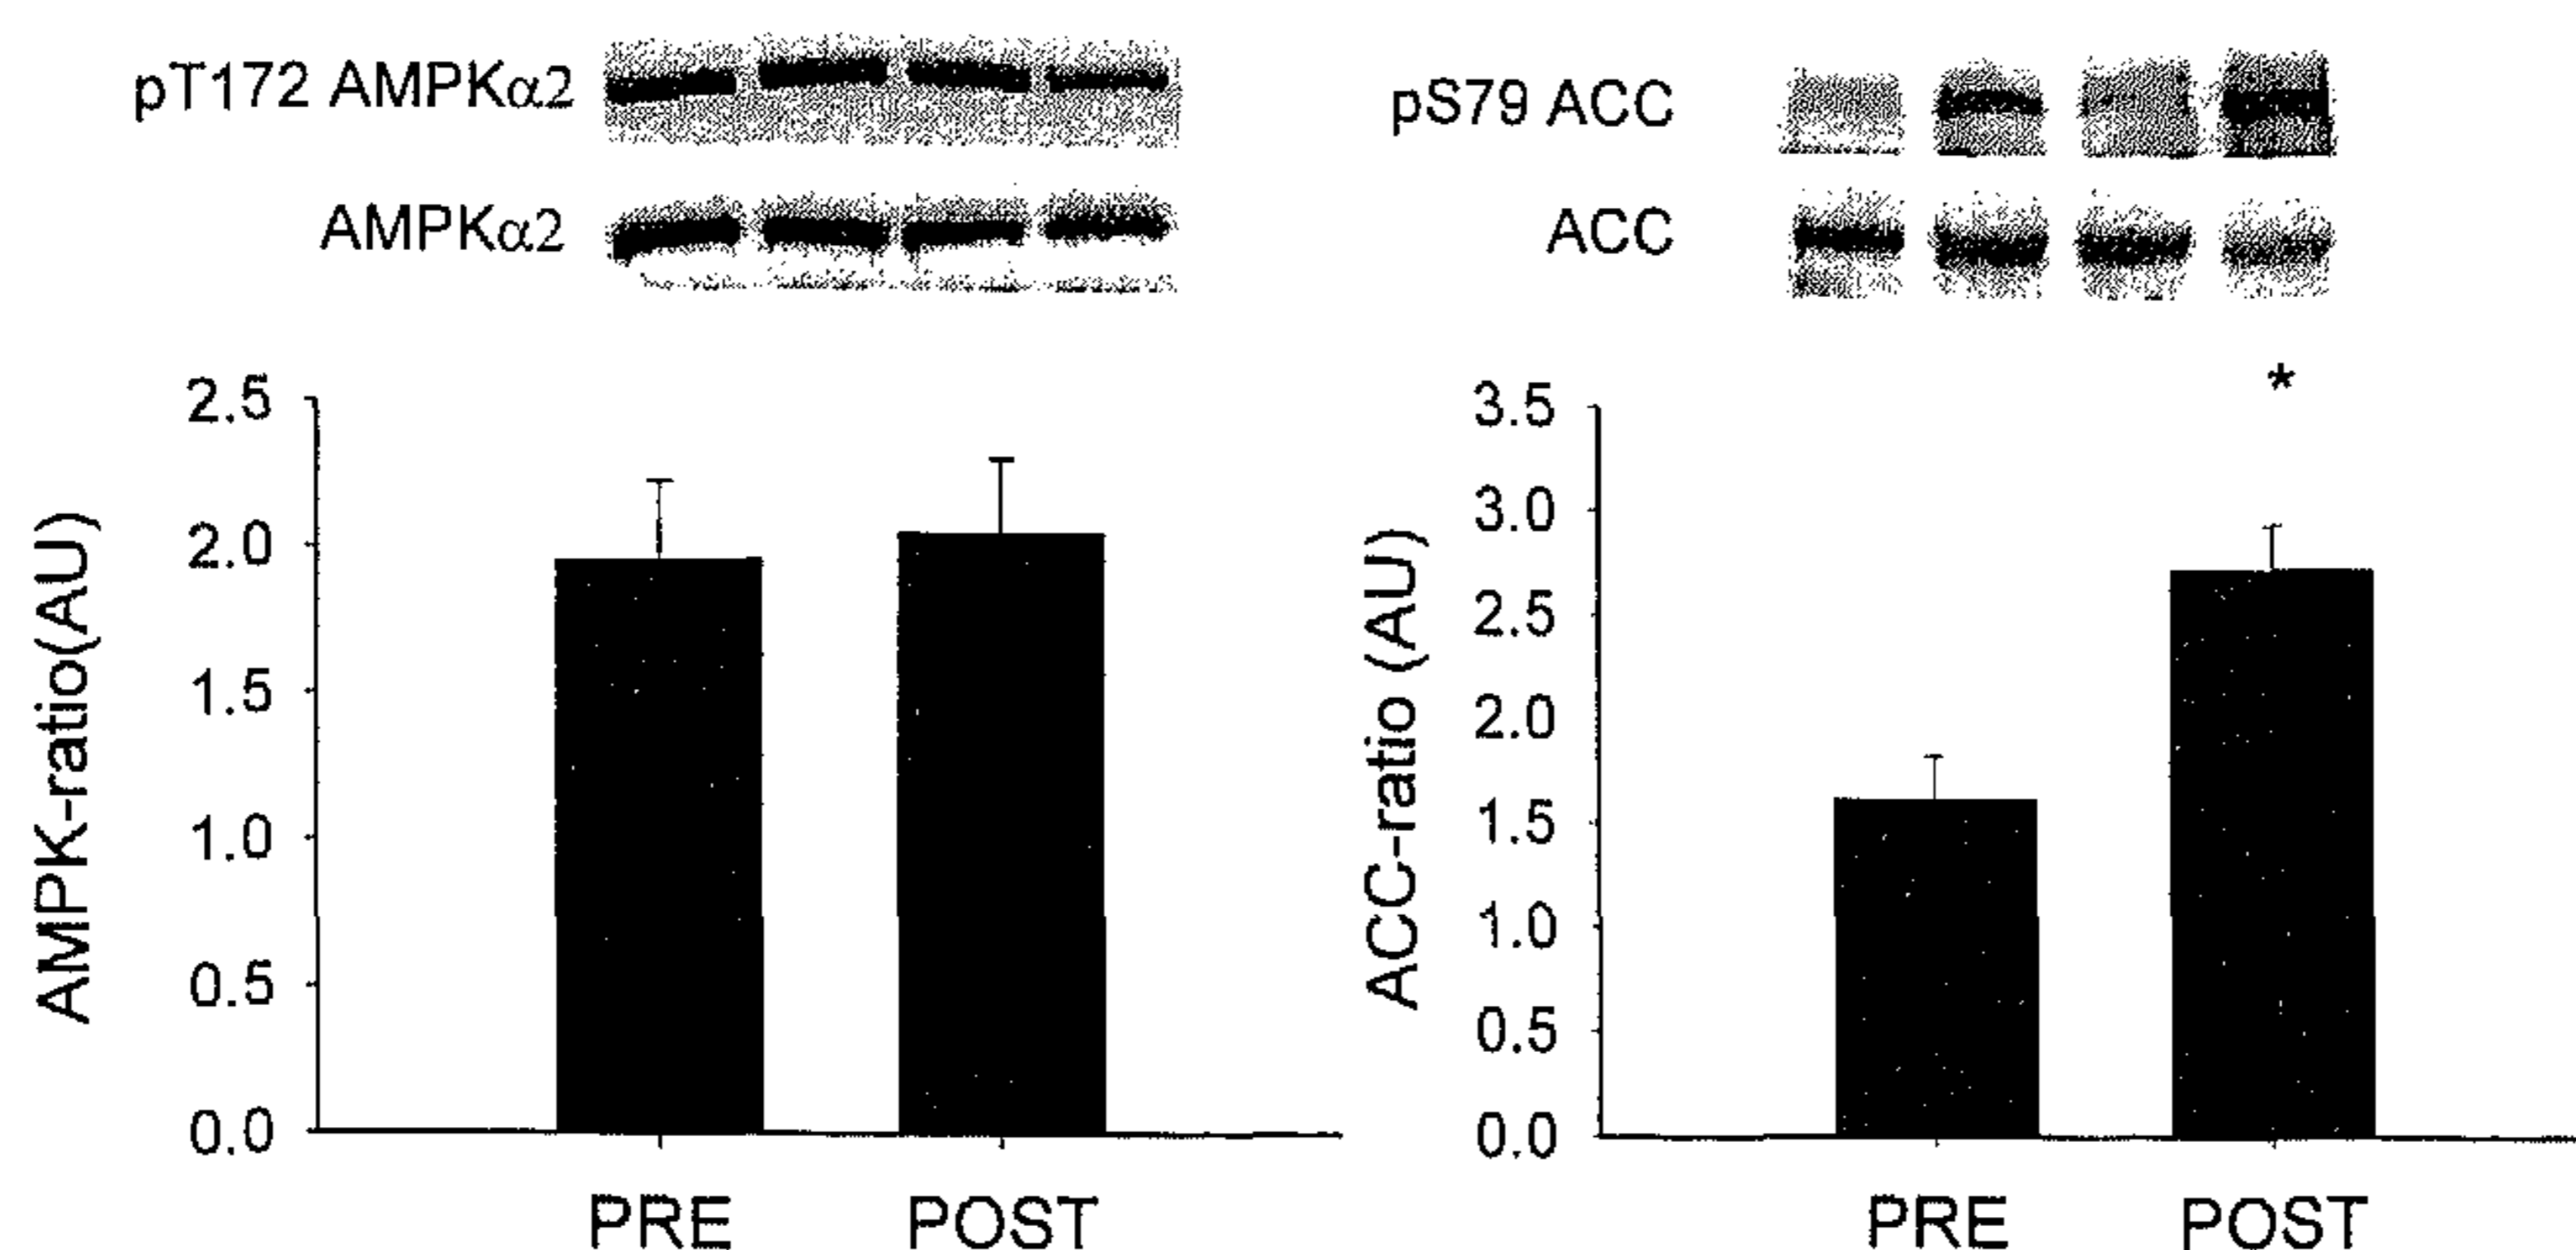 pT172 AMPKα2
AMPKα2
AMPK-ratio(AU)
2.5
2.0
1.5
1.0
0.5
0.0
PRE POST
pS79 ACC
ACC
*
ACC-ratio (AU)
3.5
3.0
2.5
2.0
1.5
1.0
0.5
0.0
PRE POST